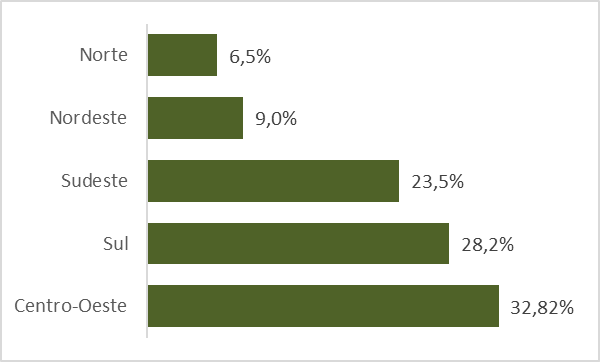 Norte 6,5%
Nordeste 9,0%
Sudeste 23,5%
Sul 28,2%
Centro-Oeste 32,82%